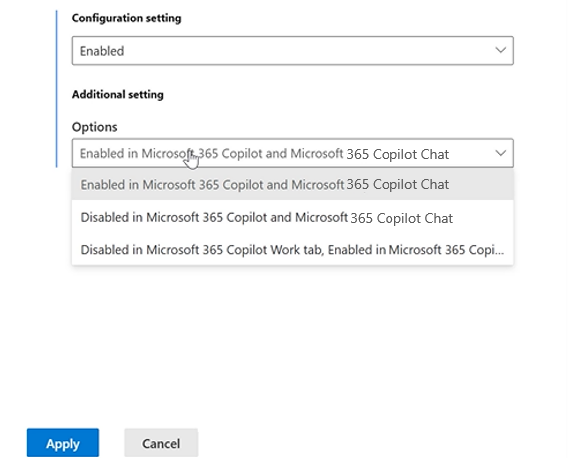 Configuration setting
Enabled
Additional setting
Options
Enabled in Microsoft 365 Copilot and Microsoft 365 Copilot Chat
Enabled in Microsoft 365 Copilot and Microsoft 365 Copilot Chat
Disabled in Microsoft 365 Copilot and Microsoft 365 Copilot Chat
Disabled in Microsoft 365 Copilot Work tab, Enabled in Microsoft 365 Copi...
Apply
Cancel